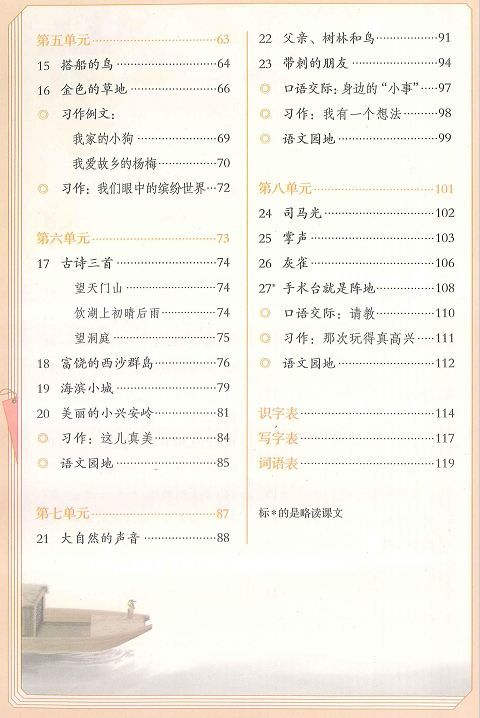 第五单元……63
15 搭船的鸟……64
16 金色的草地……66
◎ 习作例文：
我家的小狗……69
我爱故乡的杨梅……70
◎ 习作：我们眼中的缤纷世界…72
第六单元……73
17 古诗三首……74
望天门山……74
饮湖上初晴后雨……74
望洞庭……75
18 富饶的西沙群岛……76
19 海滨小城……79
20 美丽的小兴安岭……81
◎ 习作：这儿真美……84
◎ 语文园地……85
第七单元……87
21 大自然的声音……88
22 父亲、树林和鸟……91
23 带刺的朋友……94
◎ 口语交际：身边的“小事”……97
◎ 习作：我有一个想法……98
◎ 语文园地……99
第八单元……101
24 司马光……102
25 掌声……103
26 灰雀……106
27* 手术台就是阵地……108
◎ 口语交际：请教……110
◎ 习作：那次玩得真高兴……111
◎ 语文园地……112
识字表……114
写字表……117
词语表……119
标*的是略读课文